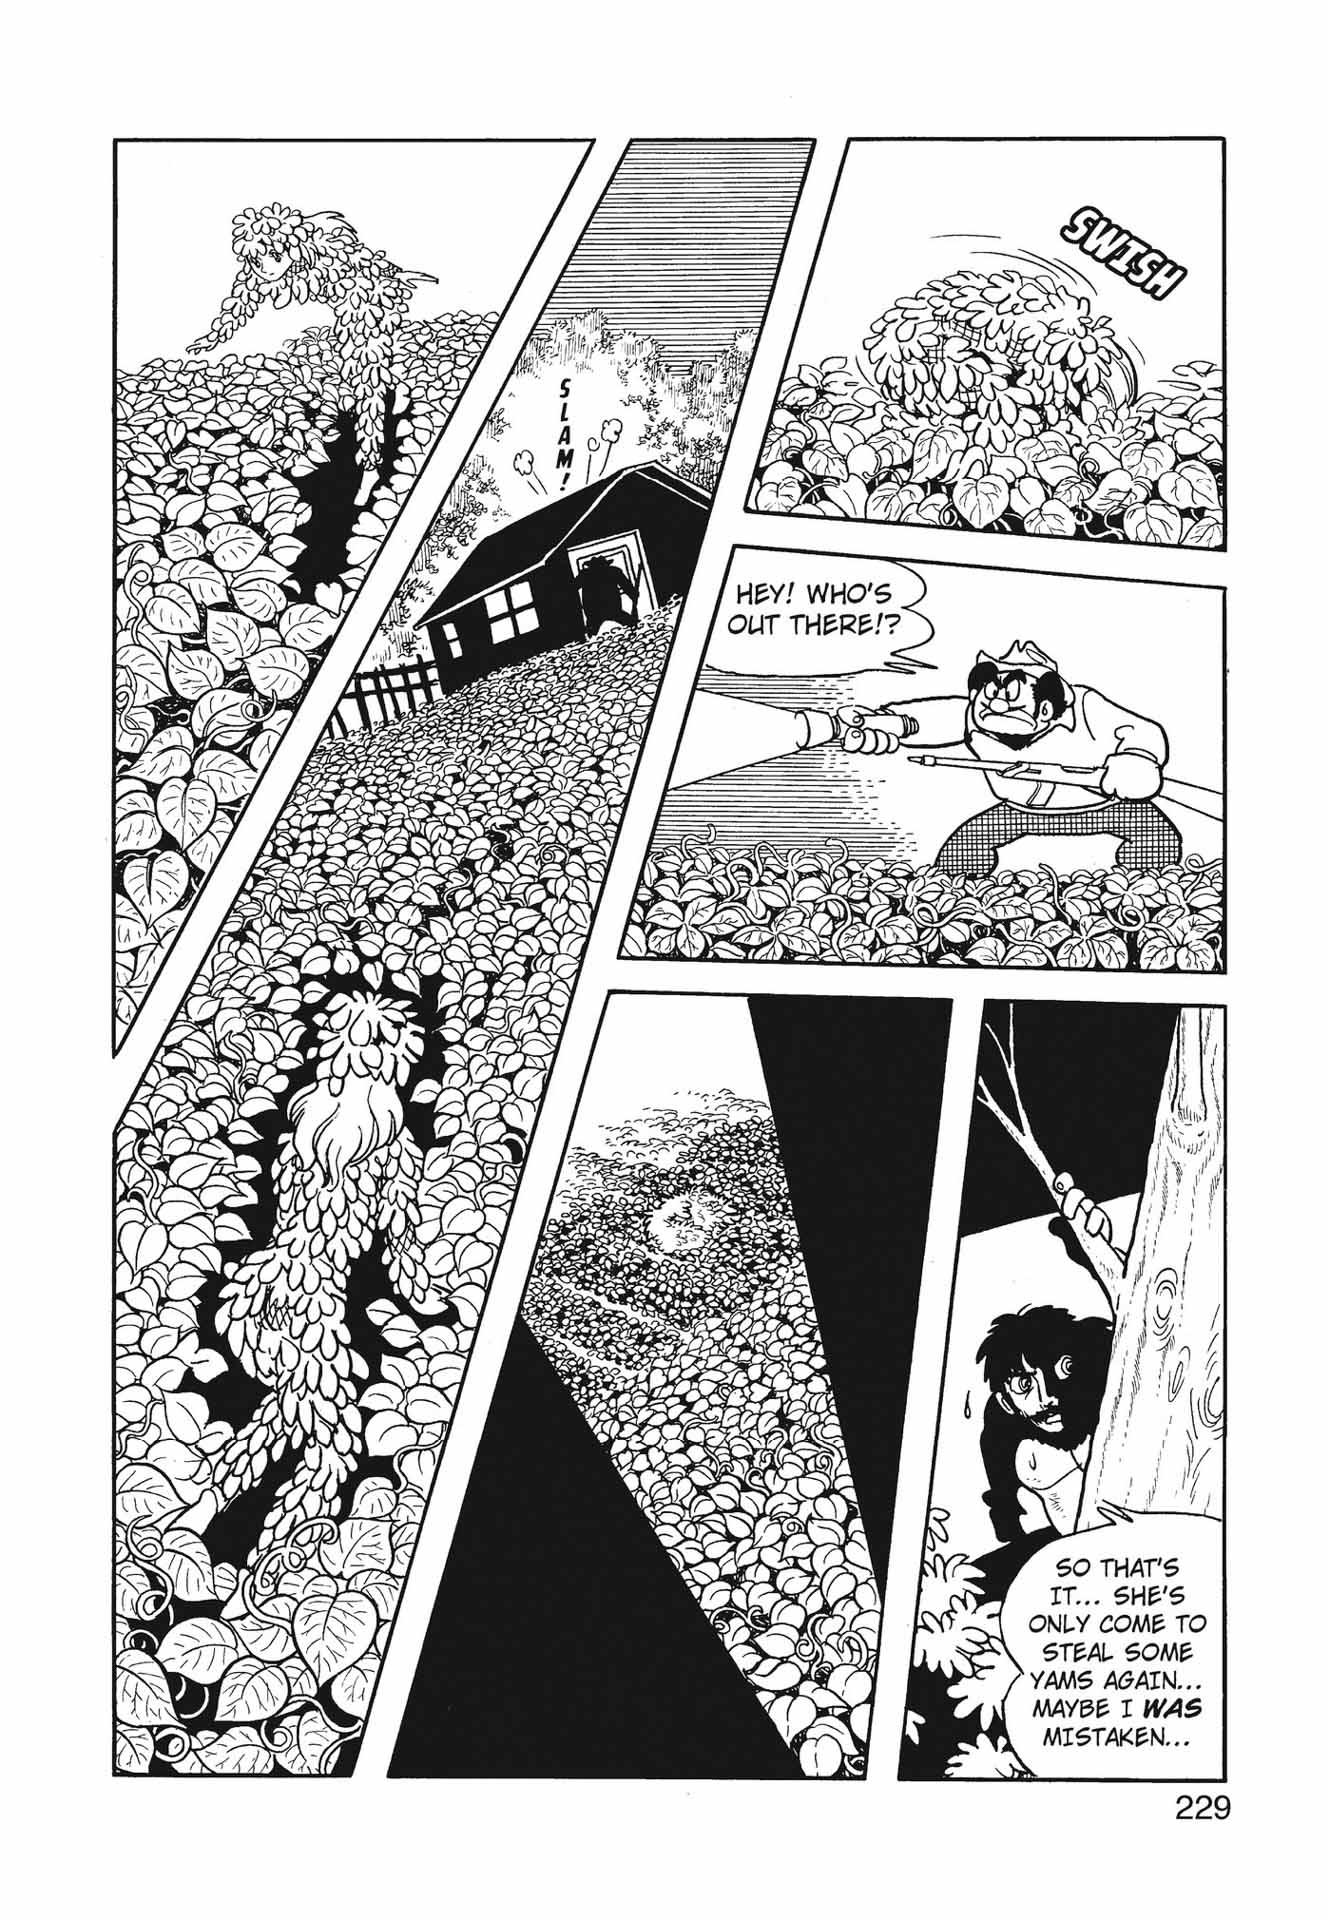 SLAM!
SWISH
HEY! WHO'S
OUT THERE!?
SO THAT'S
IT... SHE'S
ONLY COME TO
STEAL SOME
YAMS AGAIN...
MAYBE I WAS
MISTAKEN...
229